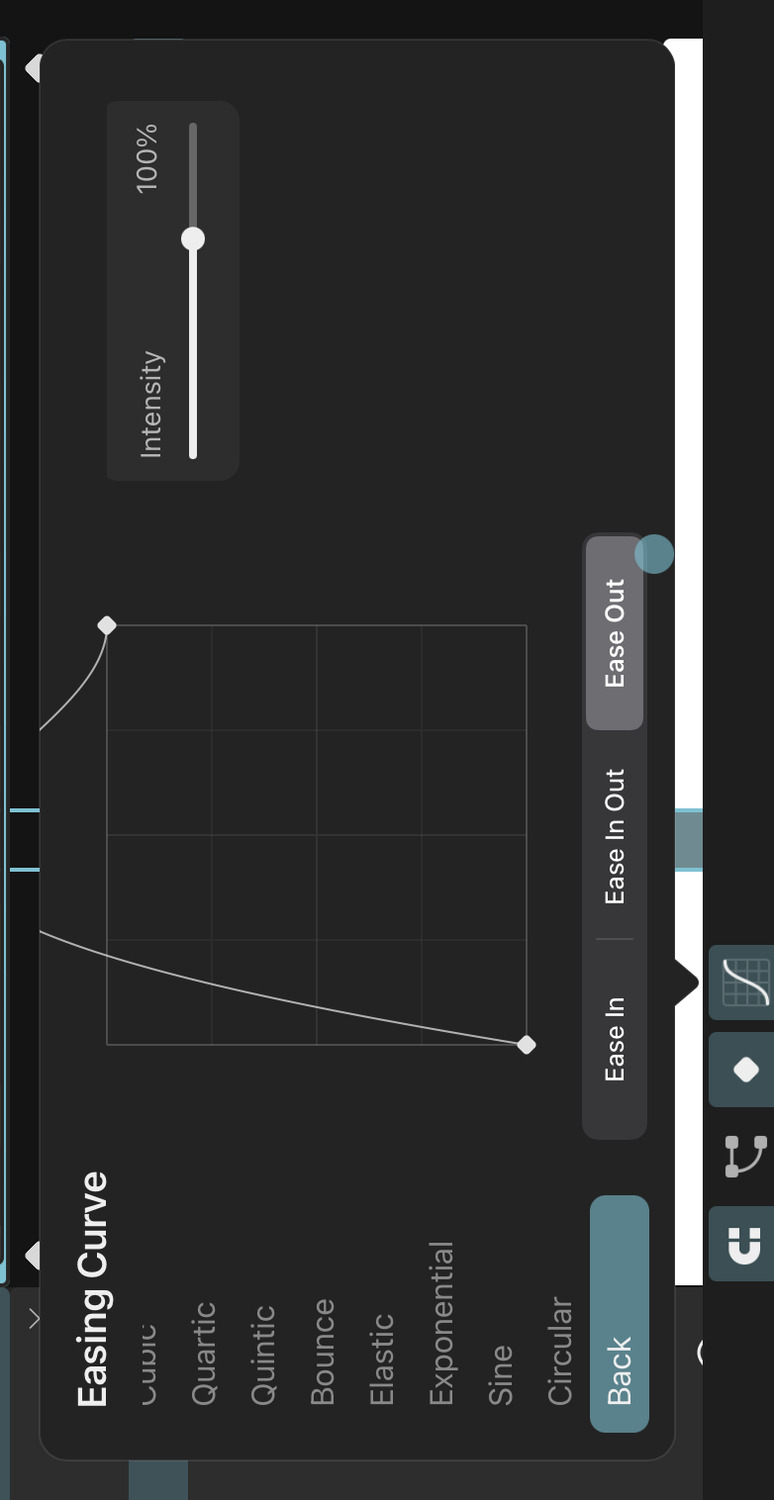 Easing Curve
Cubic
Quartic
Quintic
Bounce
Elastic
Exponential
Sine
Circular
Back
Ease In
Ease In Out
Ease Out
Intensity
100%